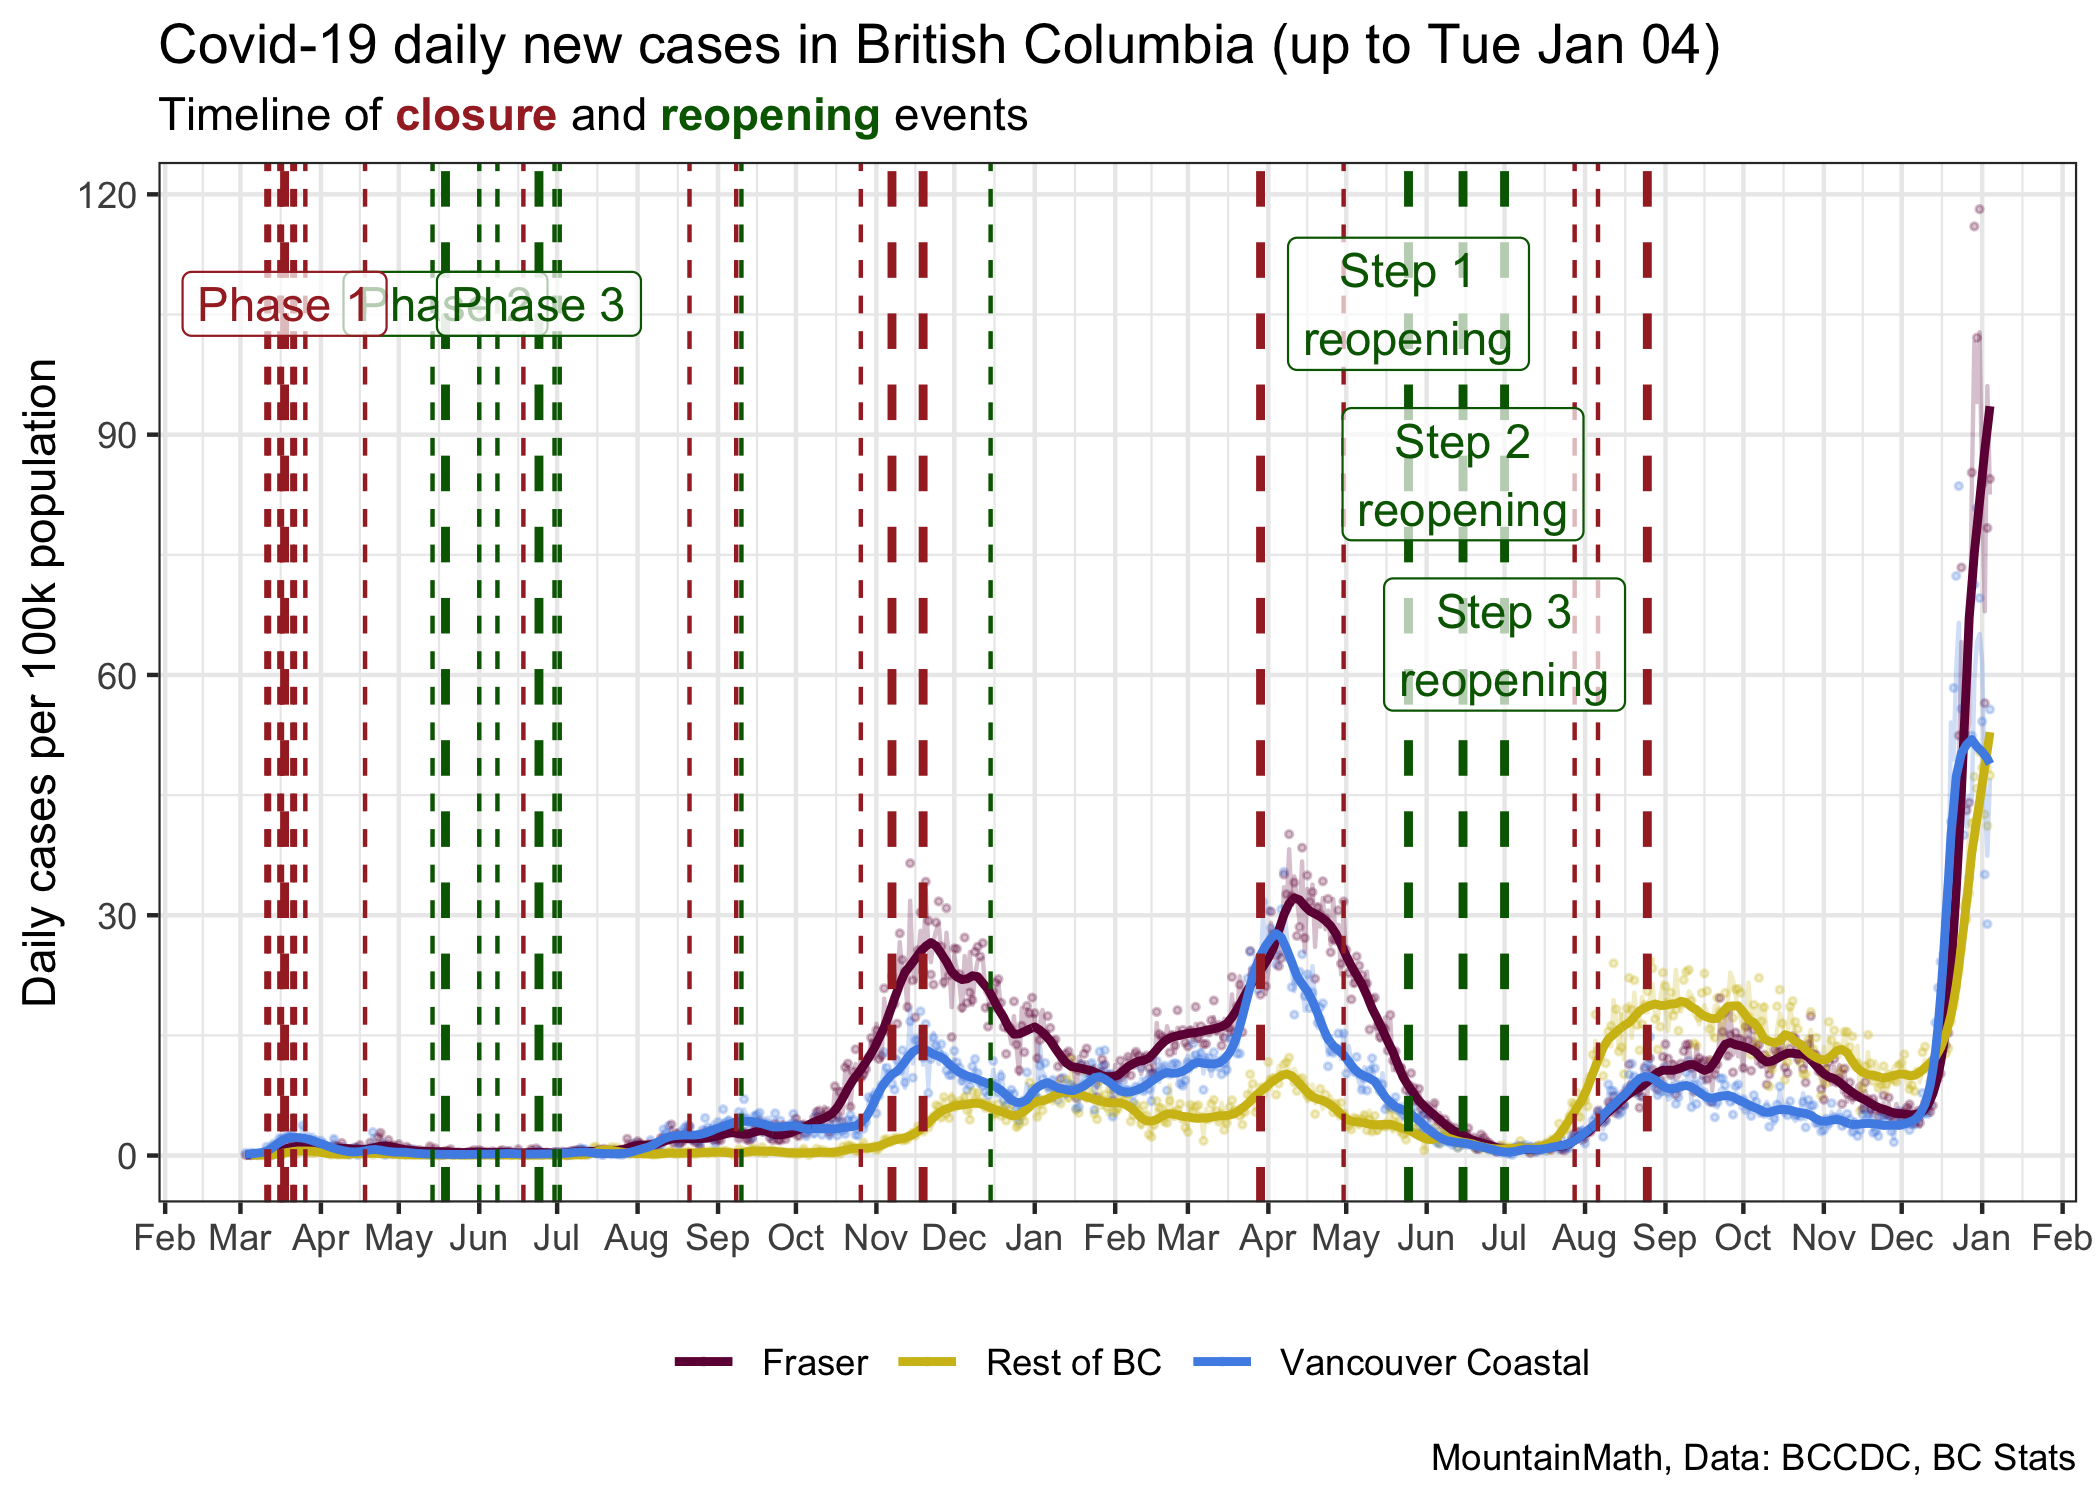 Covid-19 daily new cases in British Columbia (up to Tue Jan 04)
Timeline of closure and reopening events
Daily cases per 100k population
120
90
60
30
0
Phase 1
Phase 2
Phase 3
Step 1
reopening
Step 2
reopening
Step 3
reopening
Feb Mar Apr May Jun Jul Aug Sep Oct Nov Dec Jan Feb Mar Apr May Jun Jul Aug Sep Oct Nov Dec Jan Feb
Fraser Rest of BC Vancouver Coastal
MountainMath, Data: BCCDC, BC Stats